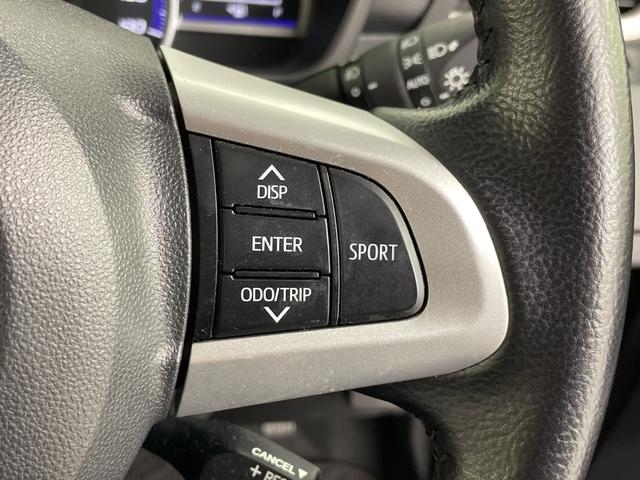 AUTO
DISP
ENTER
SPORT
ODO/TRIP
CANCEL▼